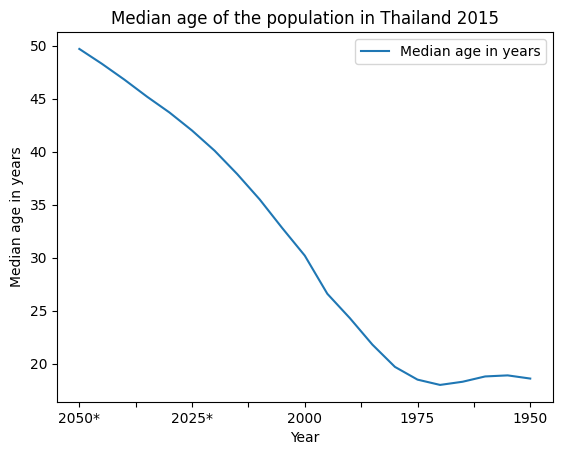 Median age of the population in Thailand 2015
Median age in years
50
45
40
35
30
25
20
Median age in years
2050* 2025* 2000 1975 1950
Year